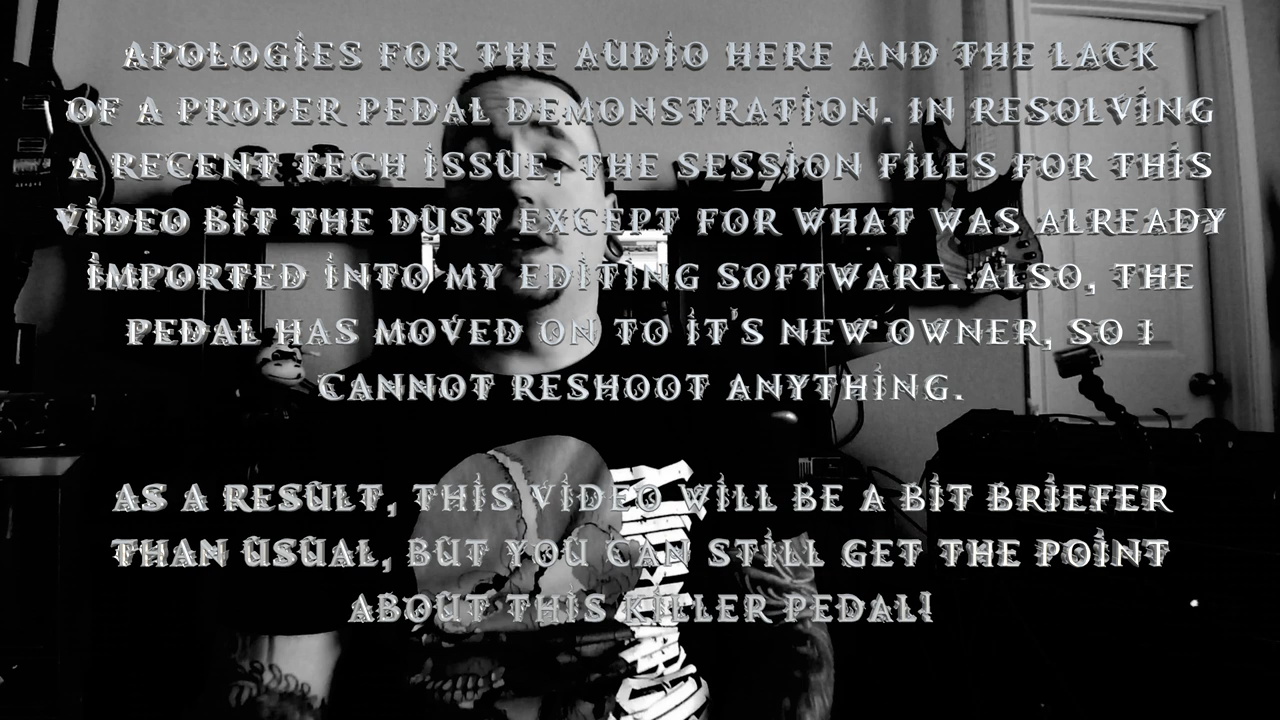 APOLOGIES FOR THE AUDIO HERE AND THE LACK
OF A PROPER PEDAL DEMONSTRATION. IN RESOLVING
A RECENT TECH ISSUE, THE SESSION FILES FOR THIS
VIDEO BIT THE DUST EXCEPT FOR WHAT WAS ALREADY
IMPORTED INTO MY EDITING SOFTWARE. ALSO, THE
PEDAL HAS MOVED ON TO IT'S NEW OWNER, SO I
CANNOT RESHOOT ANYTHING.
AS A RESULT, THIS VIDEO WILL BE A BIT BRIEFER
THAN USUAL, BUT YOU CAN STILL GET THE POINT
ABOUT THIS KILLER PEDAL!